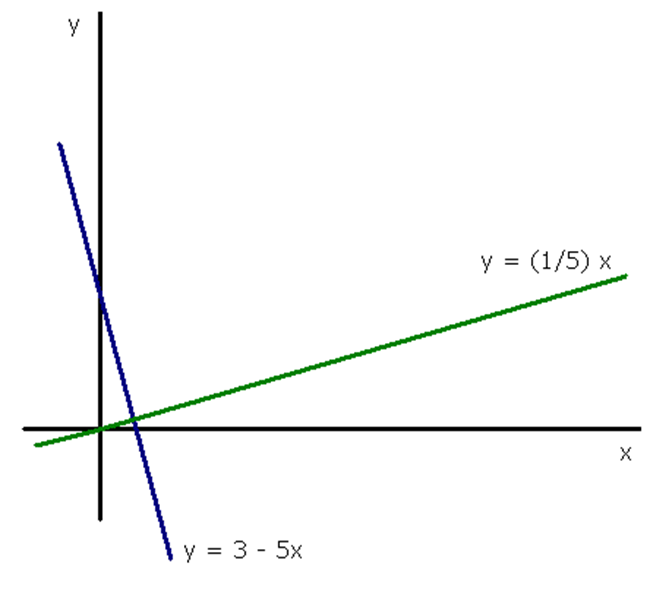 y
y = (1/5) x
x
y = 3 - 5x